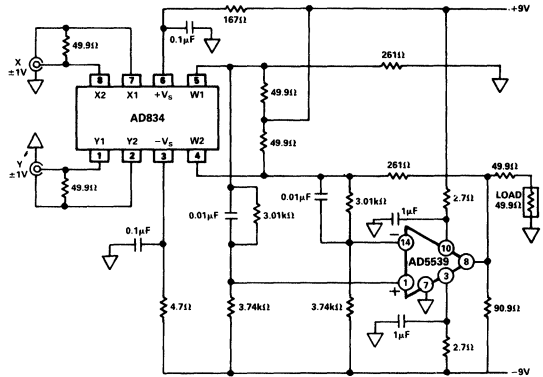 +9V
167Ω
0.1μF
X
±1V
49.9Ω
8 7 6 5
X2 X1 +VS W1
AD834
Y1 Y2 −VS W2
1 2 3 4
261Ω
49.9Ω
49.9Ω
Y
±1V
49.9Ω
261Ω
49.9Ω
0.01μF
3.01kΩ
0.01μF
3.01kΩ
1μF
2.7Ω
LOAD
49.9Ω
0.1μF
−
14
10
AD5539
8
1
+
7
3
4.7Ω
3.74kΩ
3.74kΩ
1μF
90.9Ω
2.7Ω
−9V